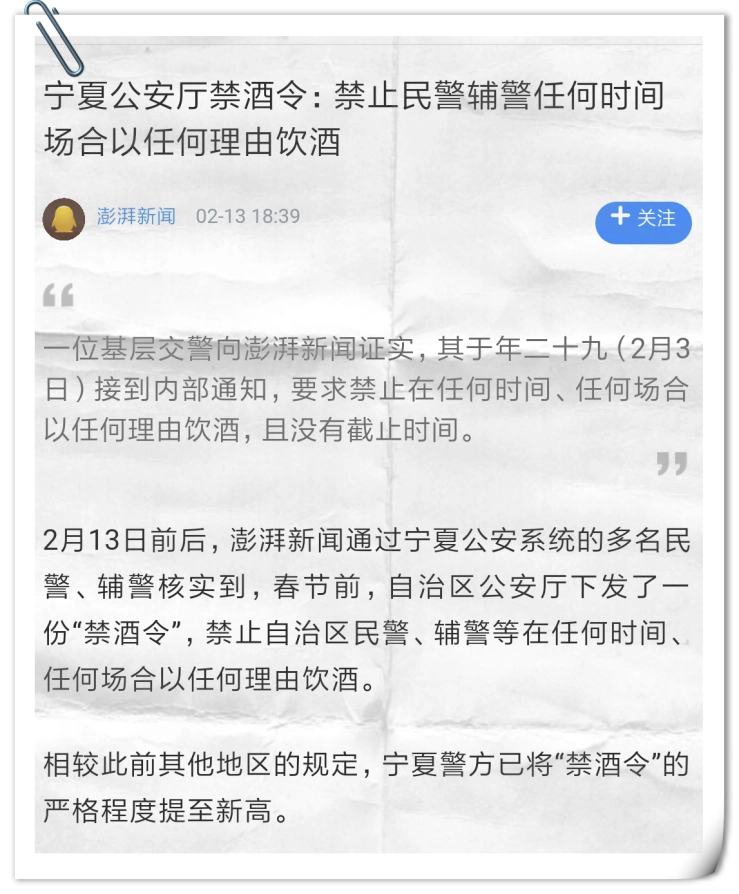 宁夏公安厅禁酒令：禁止民警辅警任何时间
场合以任何理由饮酒
澎湃新闻 02-13 18:39
+ 关注
“
一位基层交警向澎湃新闻证实，其于年二十九（2月3
日）接到内部通知，要求禁止在任何时间、任何场合
以任何理由饮酒，且没有截止时间。
”
2月13日前后，澎湃新闻通过宁夏公安系统的多名民
警、辅警核实到，春节前，自治区公安厅下发了一
份“禁酒令”，禁止自治区民警、辅警等在任何时间、
任何场合以任何理由饮酒。
相较此前其他地区的规定，宁夏警方已将“禁酒令”的
严格程度提至新高。